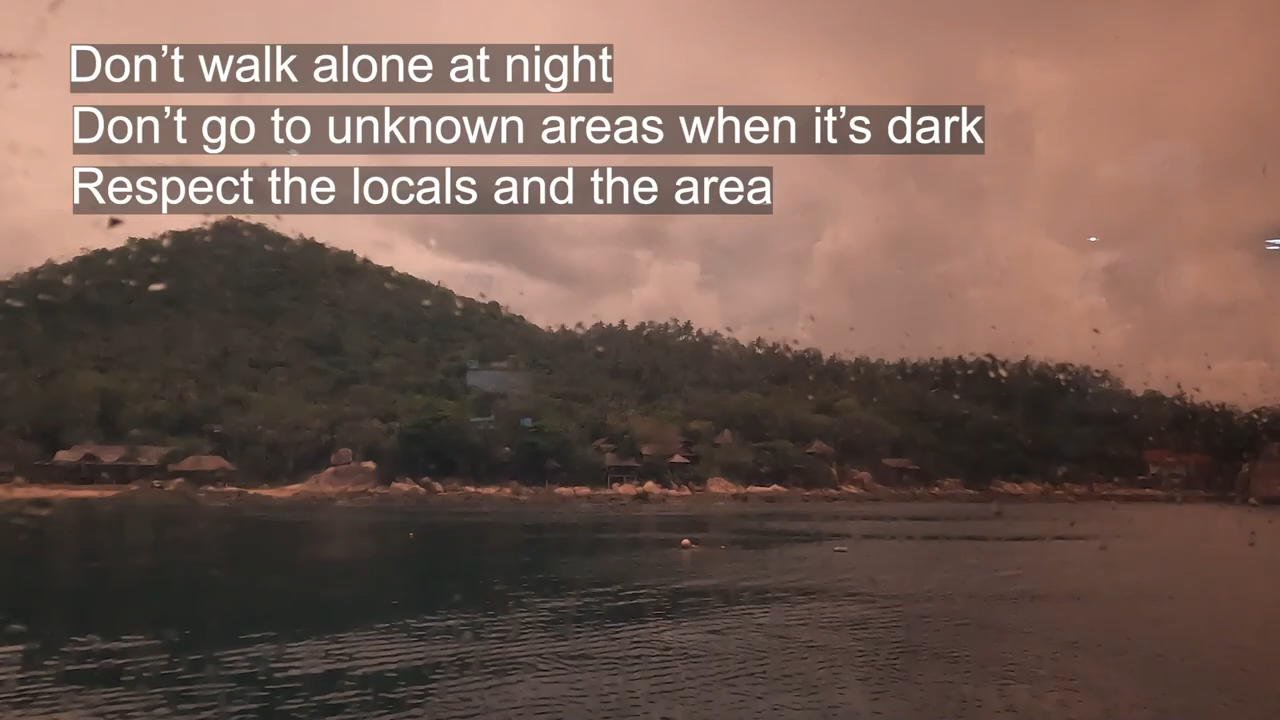 Don’t walk alone at night
Don’t go to unknown areas when it’s dark
Respect the locals and the area